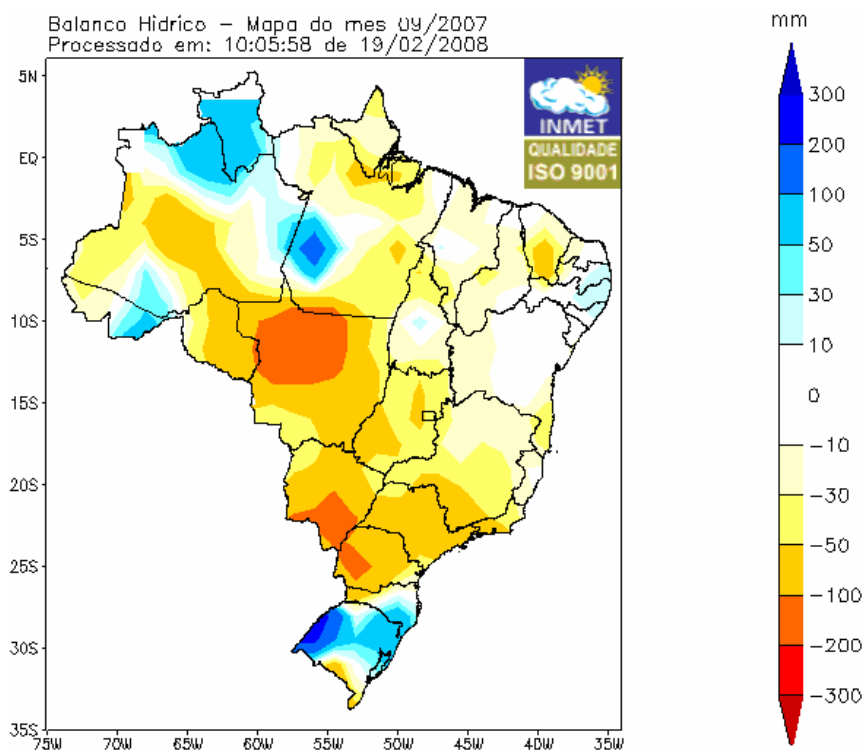 Balanco Hidrico - Mapa do mes 09/2007
Processado em: 10:05:58 de 19/02/2008
mm
INMET
QUALIDADE
ISO 9001
5N
EQ
5S
10S
15S
20S
25S
30S
35S
75W
70W
65W
60W
55W
50W
45W
40W
35W
300
200
100
50
30
10
0
-10
-30
-50
-100
-200
-300